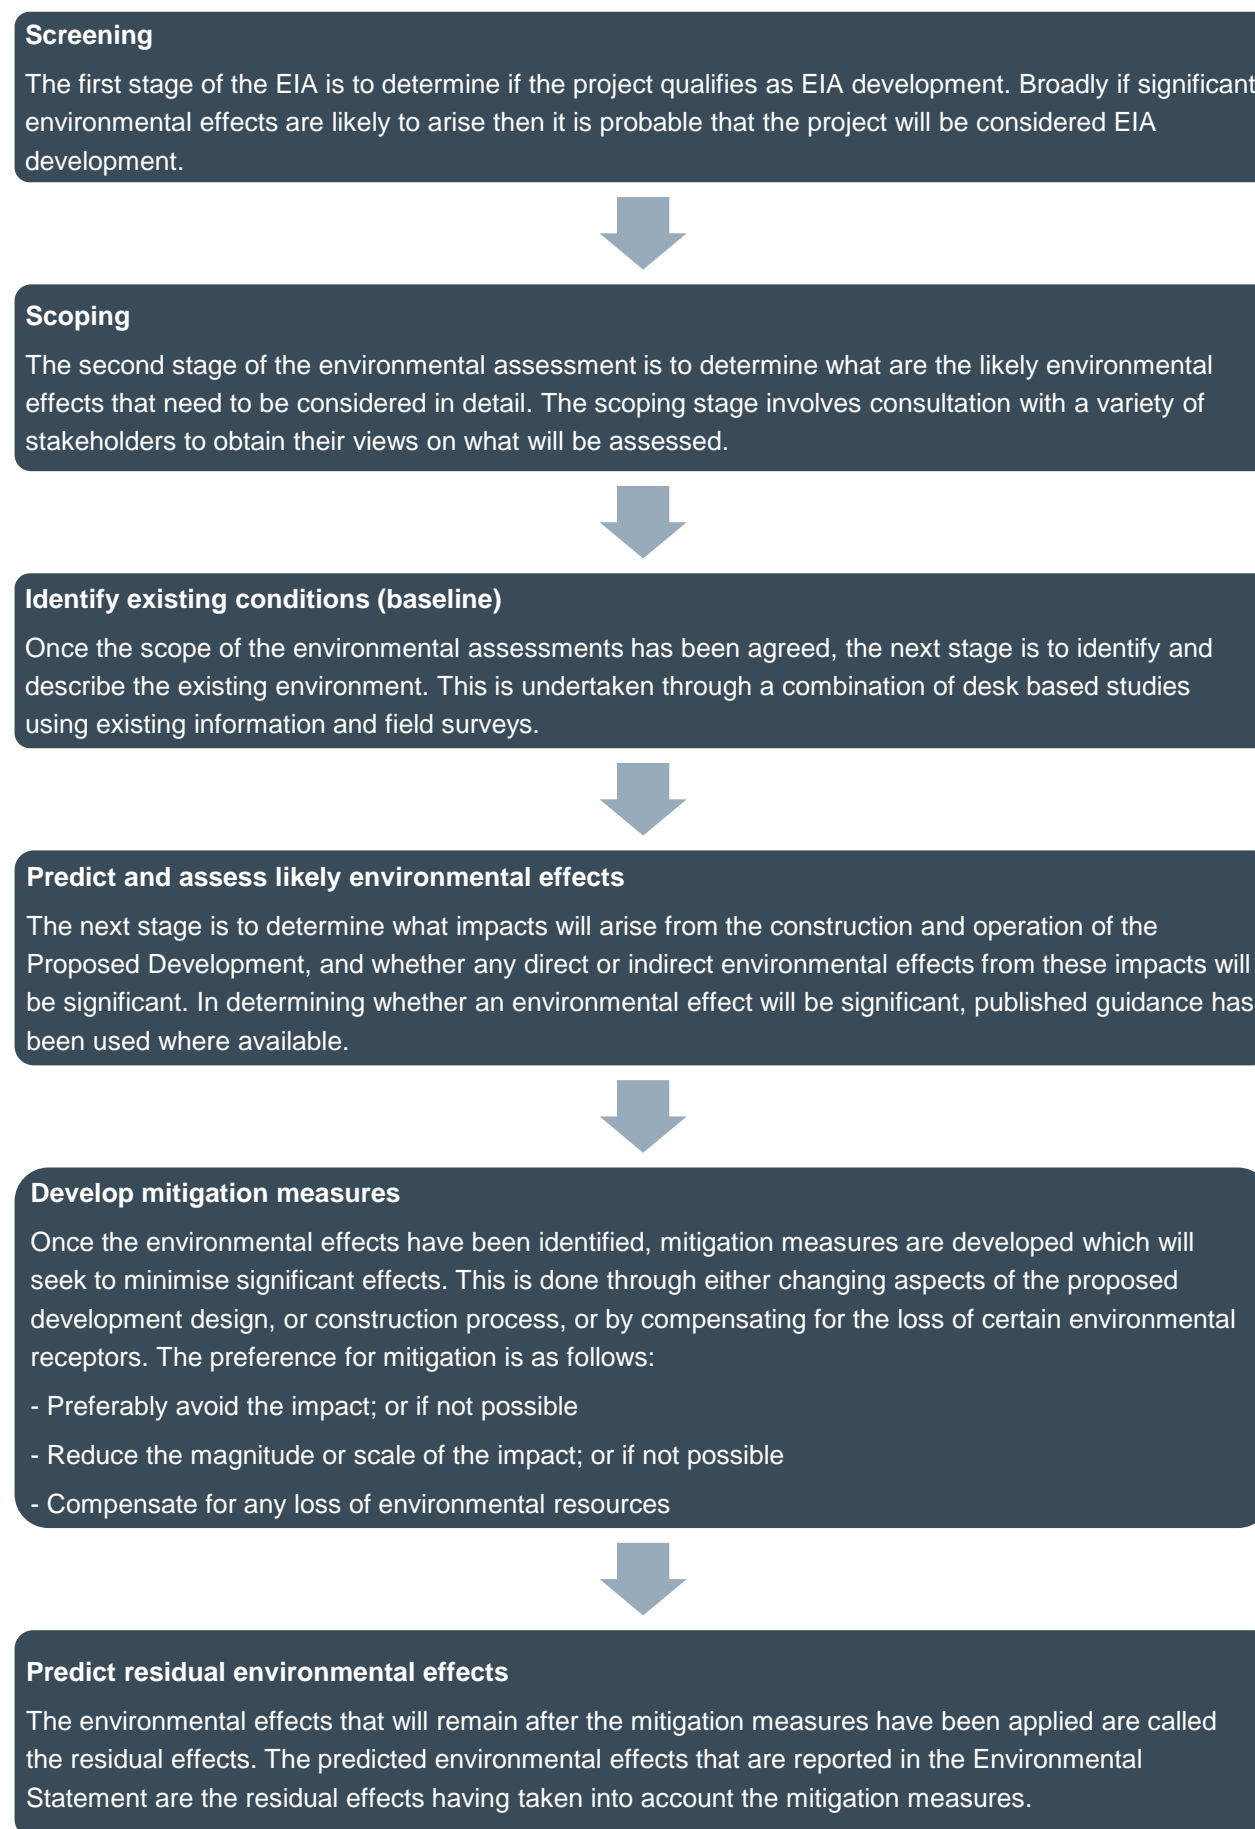 Screening
The first stage of the EIA is to determine if the project qualifies as EIA development. Broadly if significant
environmental effects are likely to arise then it is probable that the project will be considered EIA
development.
Scoping
The second stage of the environmental assessment is to determine what are the likely environmental
effects that need to be considered in detail. The scoping stage involves consultation with a variety of
stakeholders to obtain their views on what will be assessed.
Identify existing conditions (baseline)
Once the scope of the environmental assessments has been agreed, the next stage is to identify and
describe the existing environment. This is undertaken through a combination of desk based studies
using existing information and field surveys.
Predict and assess likely environmental effects
The next stage is to determine what impacts will arise from the construction and operation of the
Proposed Development, and whether any direct or indirect environmental effects from these impacts will
be significant. In determining whether an environmental effect will be significant, published guidance has
been used where available.
Develop mitigation measures
Once the environmental effects have been identified, mitigation measures are developed which will
seek to minimise significant effects. This is done through either changing aspects of the proposed
development design, or construction process, or by compensating for the loss of certain environmental
receptors. The preference for mitigation is as follows:
- Preferably avoid the impact; or if not possible
- Reduce the magnitude or scale of the impact; or if not possible
- Compensate for any loss of environmental resources
Predict residual environmental effects
The environmental effects that will remain after the mitigation measures have been applied are called
the residual effects. The predicted environmental effects that are reported in the Environmental
Statement are the residual effects having taken into account the mitigation measures.